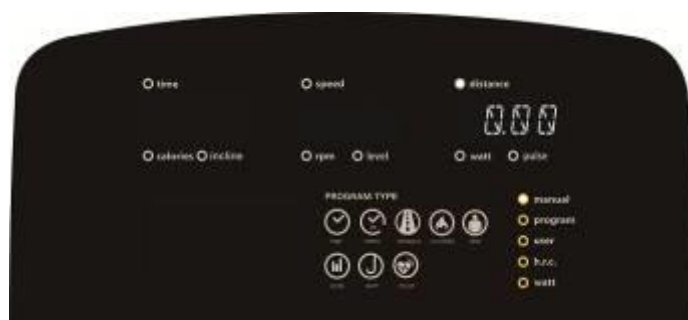 time speed distance
0.00
calories incline rpm level watt pulse
PROGRAM TYPE
manual
program
user
h.r.c.
watt